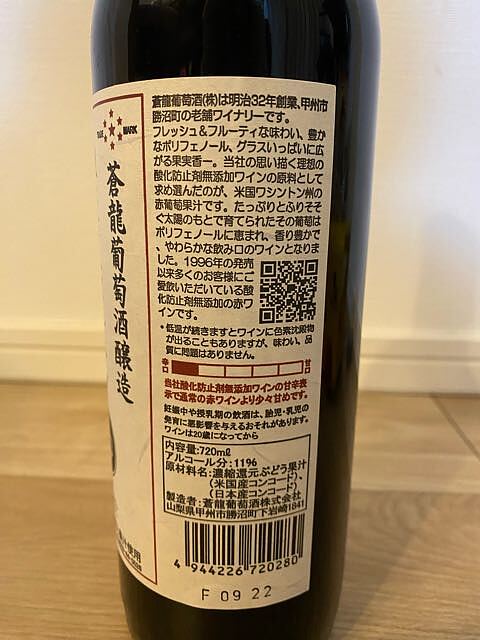 蒼龍葡萄酒(株)は明治32年創業、甲州市
勝沼町の老舗ワイナリーです。
フレッシュ&フルーティな味わい、豊か
なポリフェノール、グラスいっぱいに広
がる果実香―。当社の思い描く理想の
酸化防止剤無添加ワインの原料として
求め選んだのが、米国ワシントン州の
赤葡萄果汁です。たっぷりとふりそそ
ぐ太陽のもとで育てられたその葡萄は
ポリフェノールに恵まれ、香り豊かで
、やわらかな飲み口のワインとなりま
した。1996年の発売
以来多くのお客様にご
愛飲いただいている酸
化防止剤無添加の赤ワ
インです。
・低温が続きますとワインに色素沈殿物
が出ることもありますが、味わい、品
質に問題はありません。
辛口
甘口
当社酸化防止剤無添加ワインの甘辛表
示で通常の赤ワインより少々甘めです。
妊娠中や授乳期の飲酒は、胎児・乳児の
発育に悪影響を与えるおそれがあります。
ワインは20歳になってから
内容量:720ml
アルコール分:11%
原材料名:濃縮還元ぶどう果汁
(米国産コンコード)、
(日本産コンコード)、
製造者:蒼龍葡萄酒株式会社
山梨県甲州市勝沼町下岩崎1841
4 944226 720280
F 09 22
MARK
蒼龍葡萄酒醸造
使用